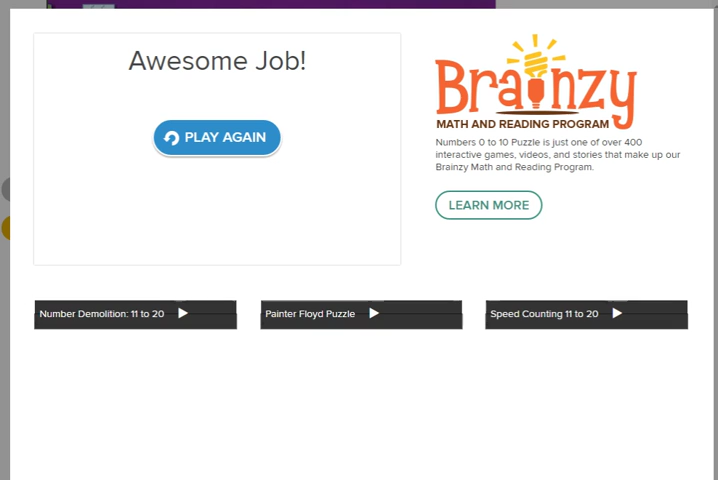 Awesome Job!
PLAY AGAIN
Brainzy
MATH AND READING PROGRAM
Numbers 0 to 10 Puzzle is just one of over 400
interactive games, videos, and stories that make up our
Brainzy Math and Reading Program.
LEARN MORE
Number Demolition: 11 to 20
Painter Floyd Puzzle
Speed Counting 11 to 20